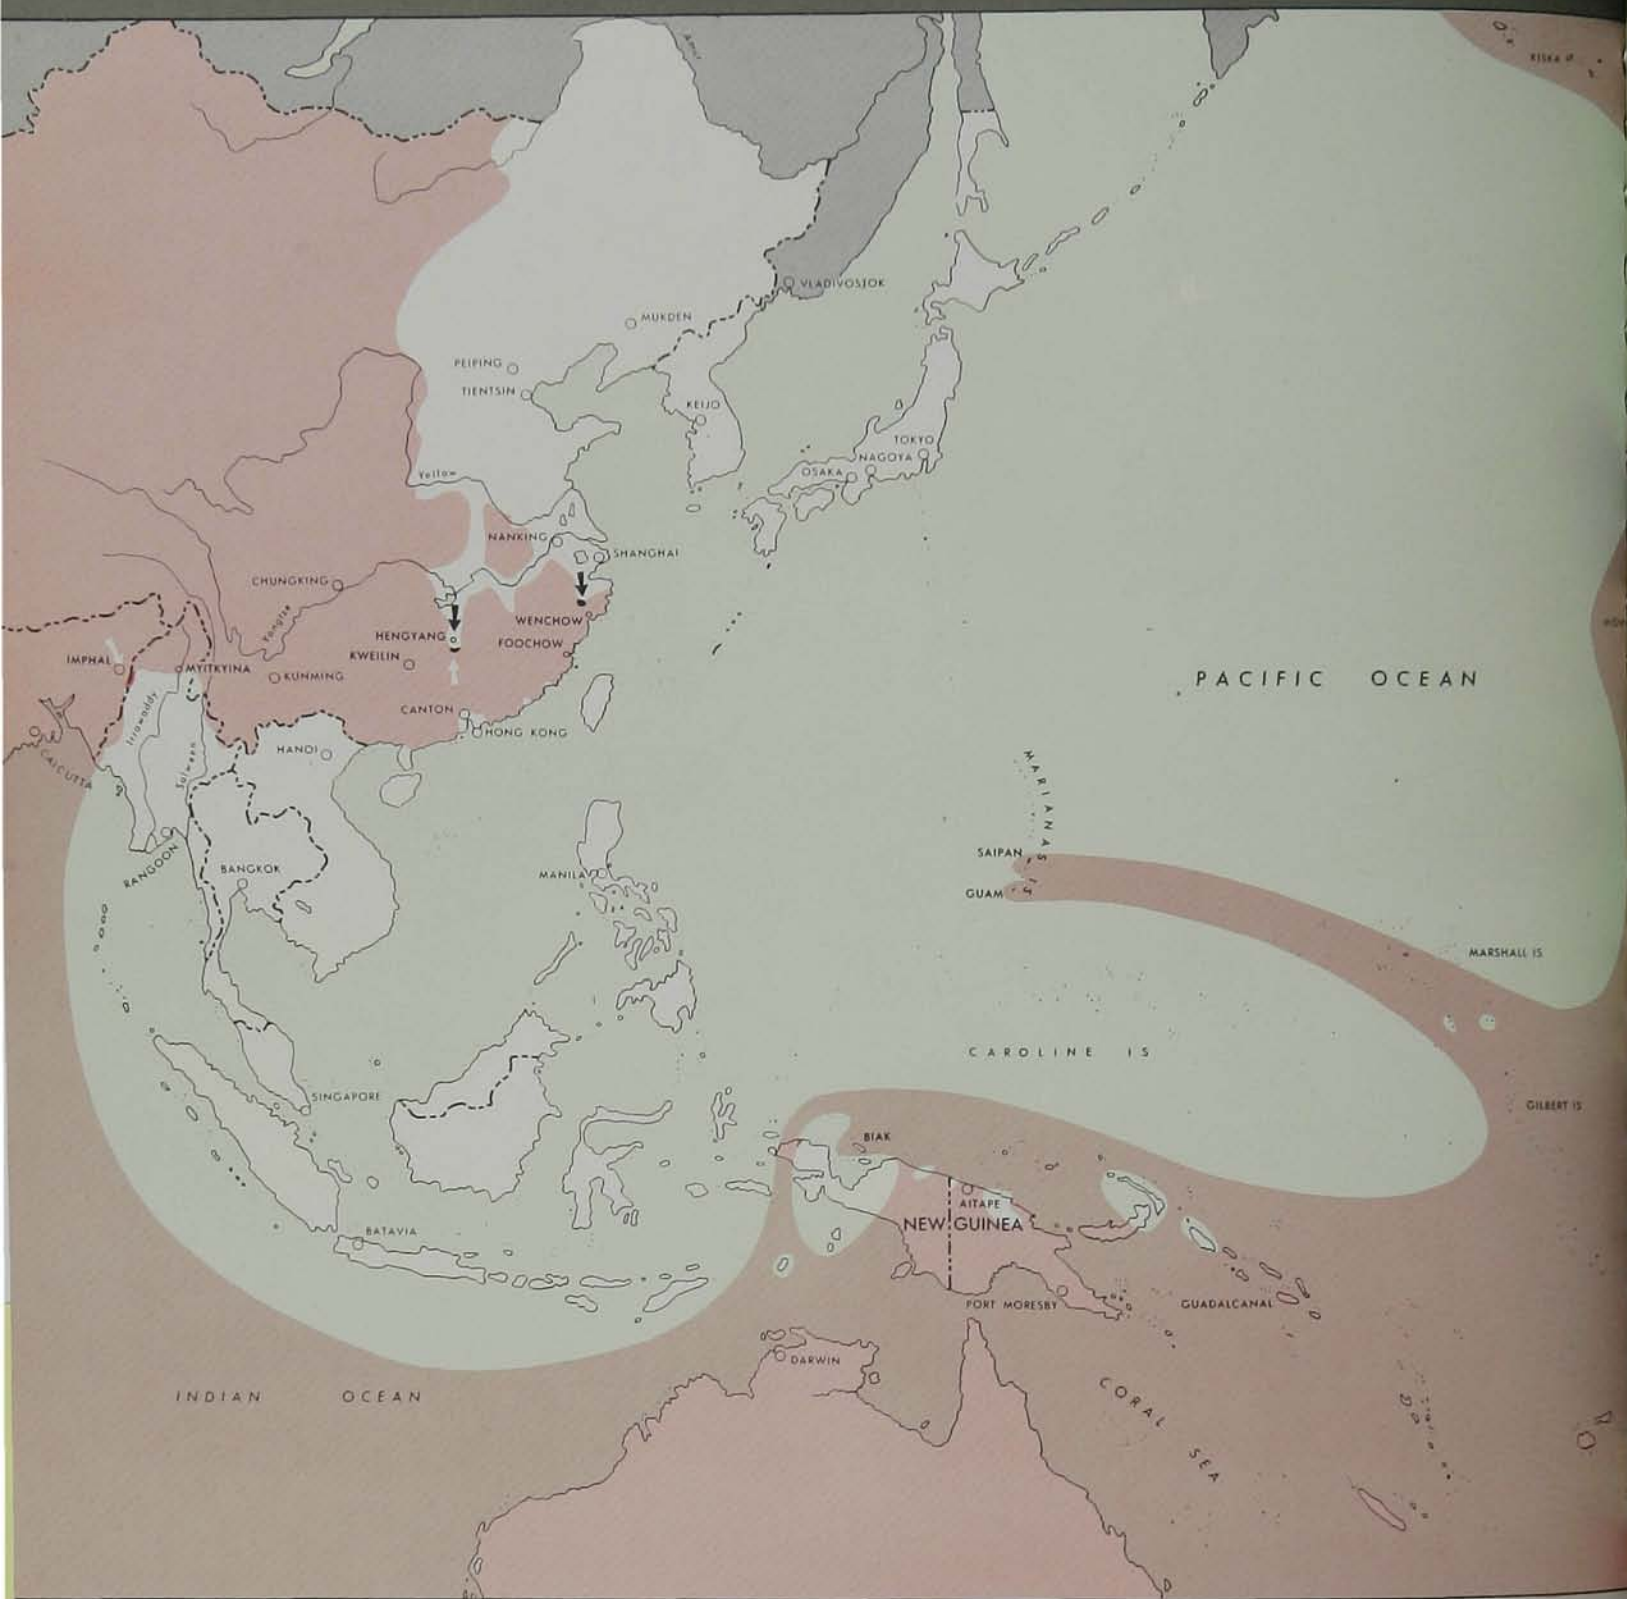 Amur
KISKA
VLADIVOSTOK
MUKDEN
PEIPING
TIENTSIN
KEIJO
TOKYO
NAGOYA
OSAKA
Yellow
NANKING
SHANGHAI
CHUNGKING
Yangtze
WENCHOW
HENGYANG
FOOCHOW
KWEILIN
IMPHAL
MYITKYINA
KUNMING
PACIFIC OCEAN
Irrawaddy
CANTON
HONG KONG
HANOI
CALCUTTA
Salween
MARIANAS IS
RANGOON
BANGKOK
MANILA
SAIPAN
GUAM
MARSHALL IS
CAROLINE IS
SINGAPORE
GILBERT IS
BIAK
AITAPE
NEW GUINEA
BATAVIA
PORT MORESBY
GUADALCANAL
DARWIN
INDIAN OCEAN
CORAL SEA